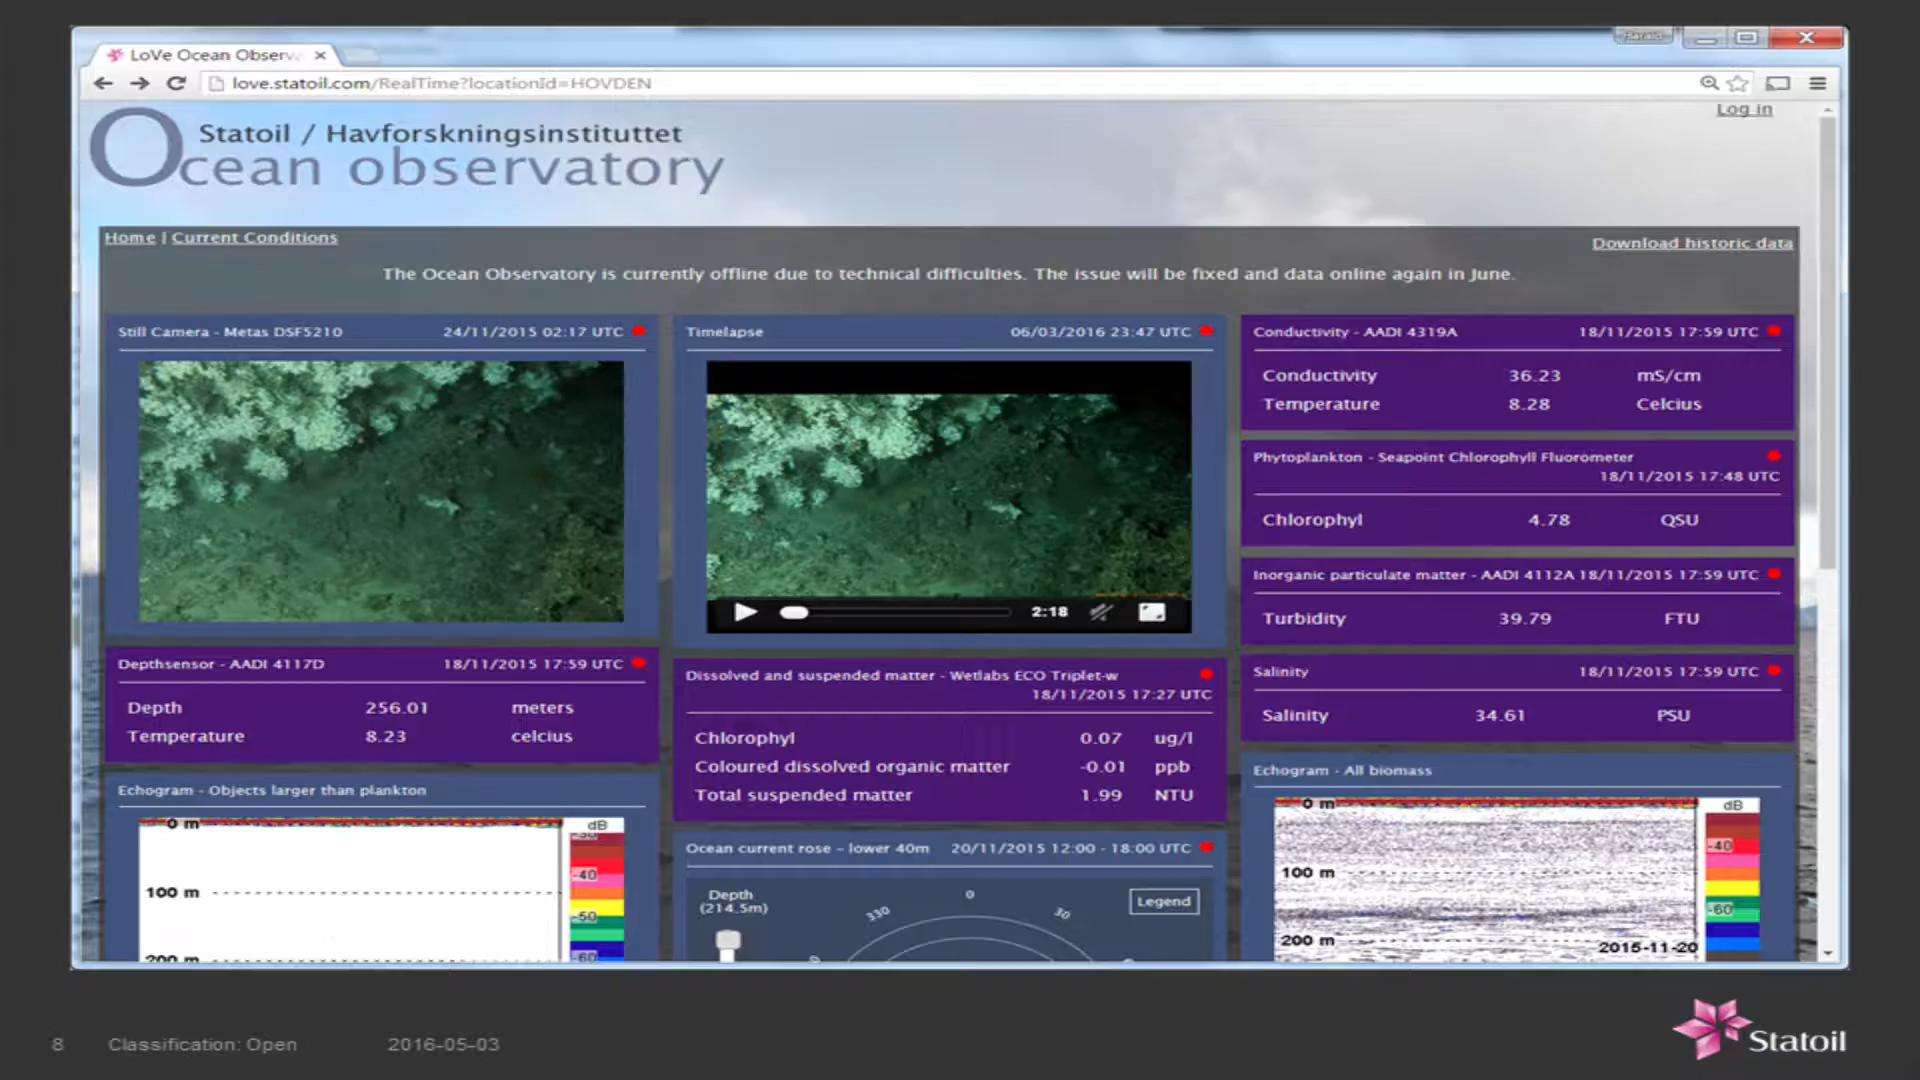 LoVe Ocean Observ
love.statoil.com/RealTime?locationId=HOVDEN
Log in
Statoil / Havforskningsinstituttet
Ocean observatory
Home | Current Conditions
Download historic data
The Ocean Observatory is currently offline due to technical difficulties. The issue will be fixed and data online again in June.
Still Camera - Metas DSF5210 24/11/2015 02:17 UTC
Depthsensor - AADI 4117D 18/11/2015 17:59 UTC
Depth 256.01 meters
Temperature 8.23 celcius
Echogram - Objects larger than plankton
0 m
dB
-40
100 m
-50
200 m
-60
Timelapse 06/03/2016 23:47 UTC
2:18
Dissolved and suspended matter - Wetlabs ECO Triplet-w
18/11/2015 17:27 UTC
Chlorophyl 0.07 ug/l
Coloured dissolved organic matter -0.01 ppb
Total suspended matter 1.99 NTU
Ocean current rose - lower 40m 20/11/2015 12:00 - 18:00 UTC
Depth
(214.5m)
330
0
30
Legend
Conductivity - AADI 4319A 18/11/2015 17:59 UTC
Conductivity 36.23 mS/cm
Temperature 8.28 Celcius
Phytoplankton - Seapoint Chlorophyll Fluorometer
18/11/2015 17:48 UTC
Chlorophyl 4.78 QSU
Inorganic particulate matter - AADI 4112A 18/11/2015 17:59 UTC
Turbidity 39.79 FTU
Salinity 18/11/2015 17:59 UTC
Salinity 34.61 PSU
Echogram - All biomass
0 m
dB
-40
100 m
-60
200 m
2015-11-20
8 Classification: Open 2016-05-03
Statoil